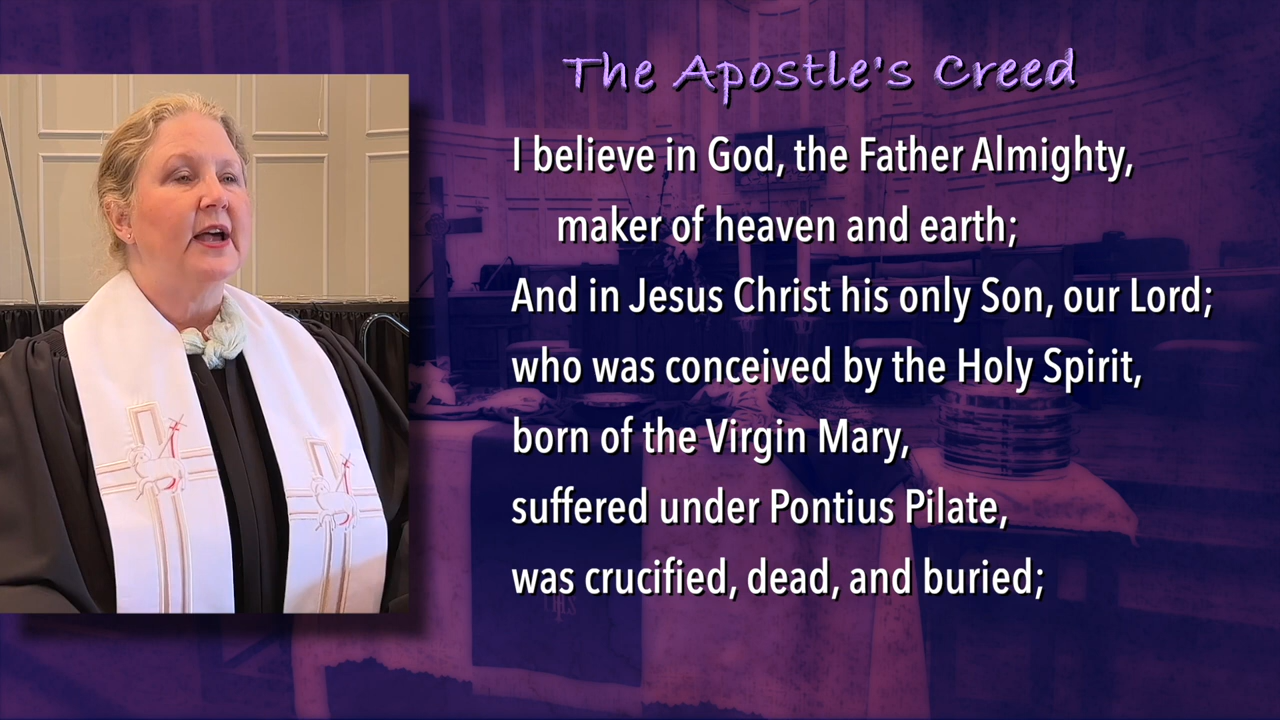 The Apostle's Creed
I believe in God, the Father Almighty,
maker of heaven and earth;
And in Jesus Christ his only Son, our Lord;
who was conceived by the Holy Spirit,
born of the Virgin Mary,
suffered under Pontius Pilate,
was crucified, dead, and buried;